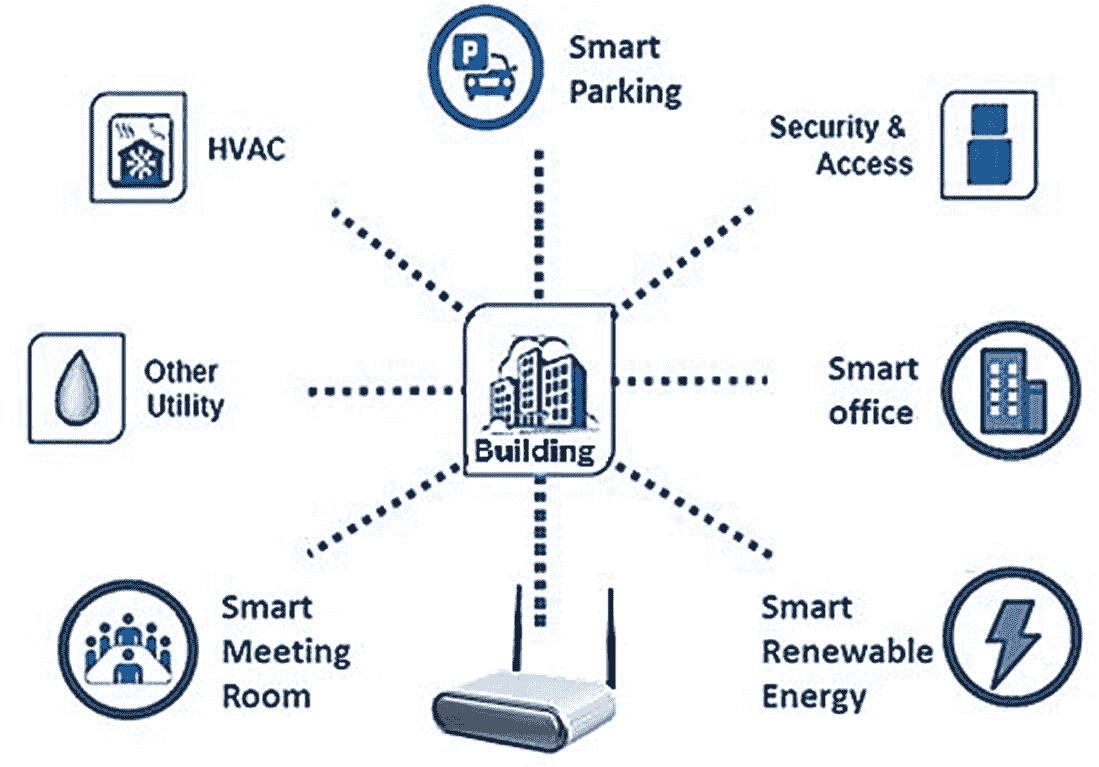 P
Smart
Parking
HVAC
Security &
Access
Other
Utility
Smart
office
Building
Smart
Meeting
Room
Smart
Renewable
Energy